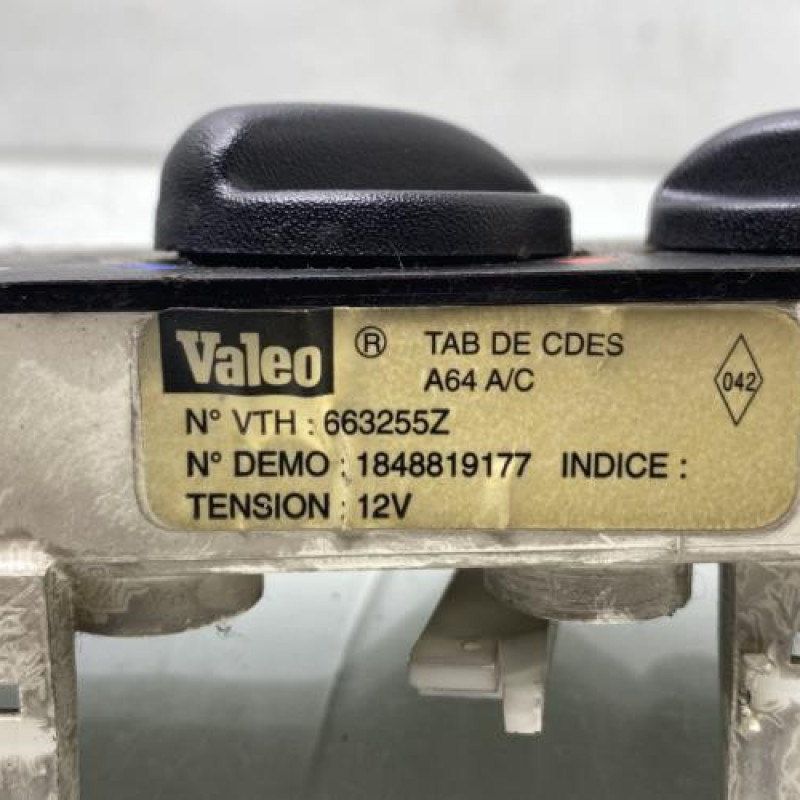 Valeo ® TAB DE CDES
A64 A/C
042
N° VTH : 663255Z
N° DEMO : 1848819177 INDICE :
TENSION : 12V